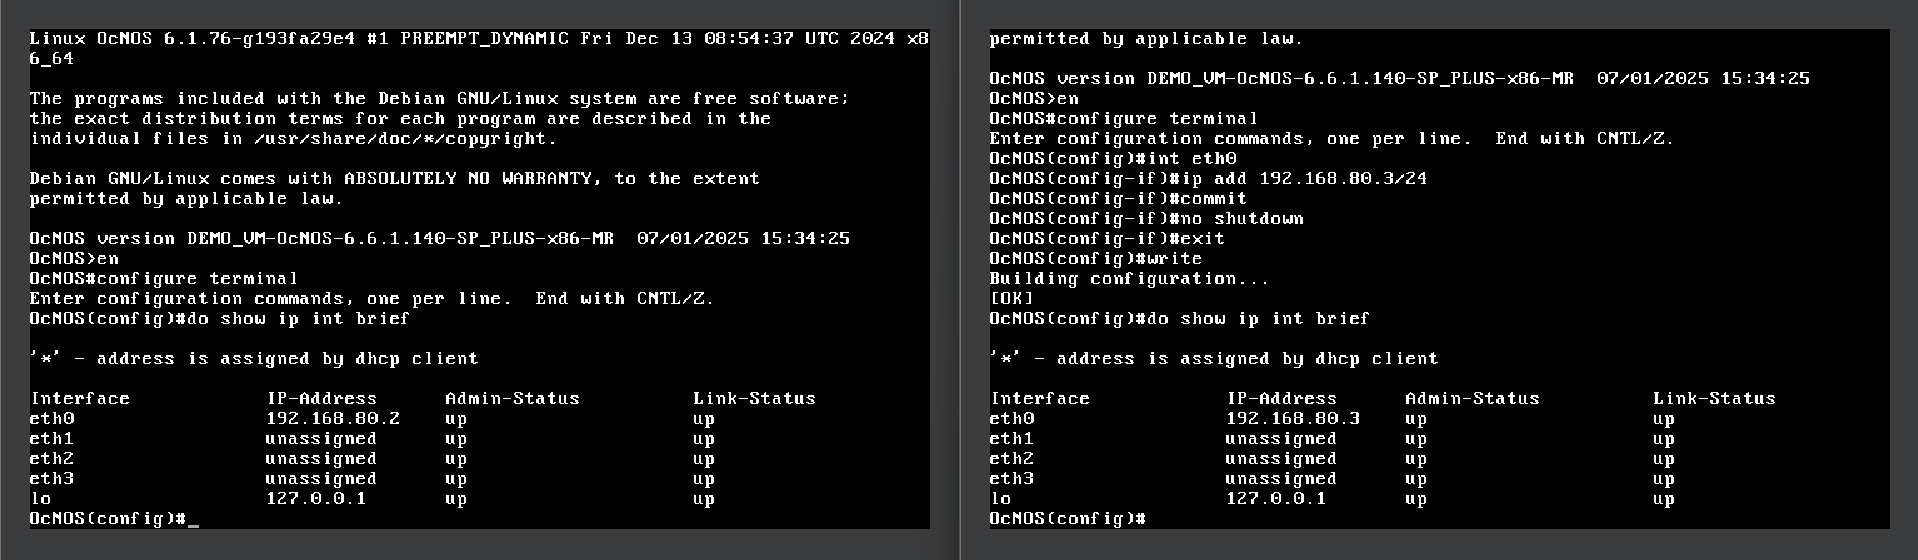 Linux OcNOS 6.1.76-g193fa29e4 #1 PREEMPT_DYNAMIC Fri Dec 13 08:54:37 UTC 2024 x8
6_64
The programs included with the Debian GNU/Linux system are free software;
the exact distribution terms for each program are described in the
individual files in /usr/share/doc/*/copyright.
Debian GNU/Linux comes with ABSOLUTELY NO WARRANTY, to the extent
permitted by applicable law.
OcNOS version DEMO_VM-OcNOS-6.6.1.140-SP_PLUS-x86-MR  07/01/2025 15:34:25
OcNOS>en
OcNOS#configure terminal
Enter configuration commands, one per line.  End with CNTL/Z.
OcNOS(config)#do show ip int brief
'*' - address is assigned by dhcp client
Interface IP-Address Admin-Status Link-Status
eth0 192.168.80.2 up up
eth1 unassigned up up
eth2 unassigned up up
eth3 unassigned up up
lo 127.0.0.1 up up
OcNOS(config)#_
permitted by applicable law.
OcNOS version DEMO_VM-OcNOS-6.6.1.140-SP_PLUS-x86-MR  07/01/2025 15:34:25
OcNOS>en
OcNOS#configure terminal
Enter configuration commands, one per line.  End with CNTL/Z.
OcNOS(config)#int eth0
OcNOS(config-if)#ip add 192.168.80.3/24
OcNOS(config-if)#commit
OcNOS(config-if)#no shutdown
OcNOS(config-if)#exit
OcNOS(config)#write
Building configuration...
[OK]
OcNOS(config)#do show ip int brief
'*' - address is assigned by dhcp client
Interface IP-Address Admin-Status Link-Status
eth0 192.168.80.3 up up
eth1 unassigned up up
eth2 unassigned up up
eth3 unassigned up up
lo 127.0.0.1 up up
OcNOS(config)#